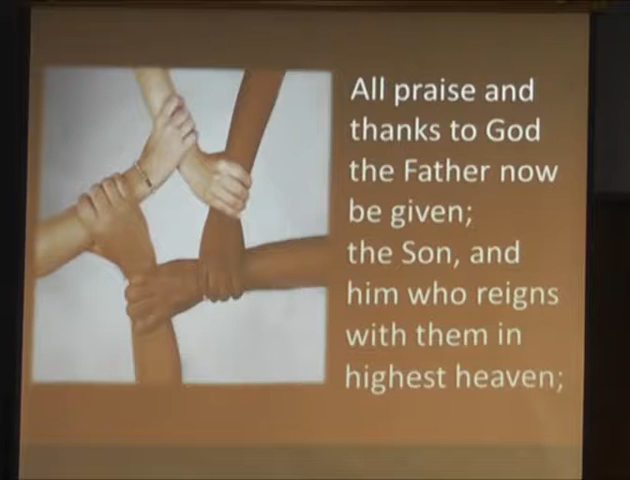 All praise and
thanks to God
the Father now
be given;
the Son, and
him who reigns
with them in
highest heaven;